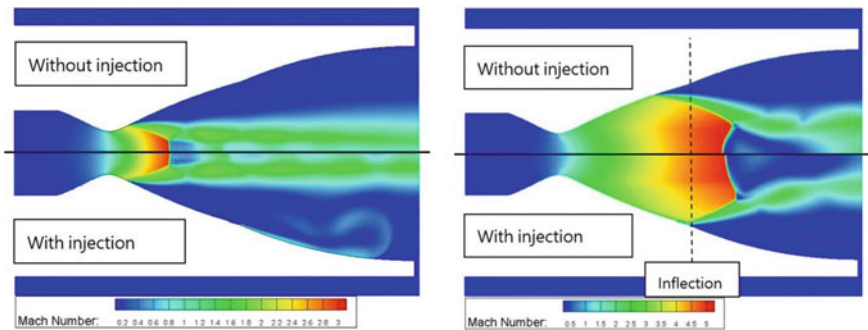 Without injection
With injection
Mach Number: 0.2 0.4 0.6 0.8 1 1.2 1.4 1.6 1.8 2 2.2 2.4 2.6 2.8 3
Without injection
With injection
Inflection
Mach Number: 0.5 1 1.5 2 2.5 3 3.5 4 4.5 5